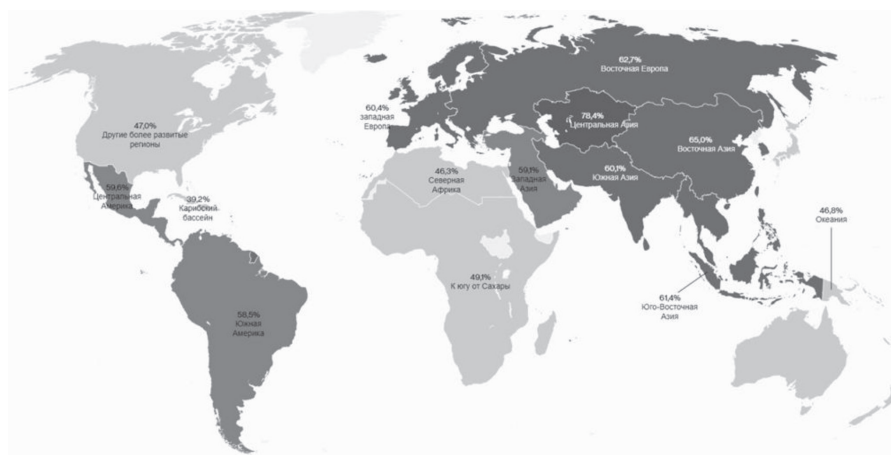 62,7%
Восточная Европа
60,4%
западная
Европа
78,4%
Центральная Азия
47,0%
Другие более развитые
регионы
65,0%
Восточная Азия
46,3%
Северная
Африка
59,1%
Западная
Азия
60,1%
Южная Азия
59,6%
Центральная
Америка
39,2%
Карибский
бассейн
46,8%
Океания
49,1%
К югу от Сахары
61,4%
Юго-Восточная
Азия
58,5%
Южная
Америка